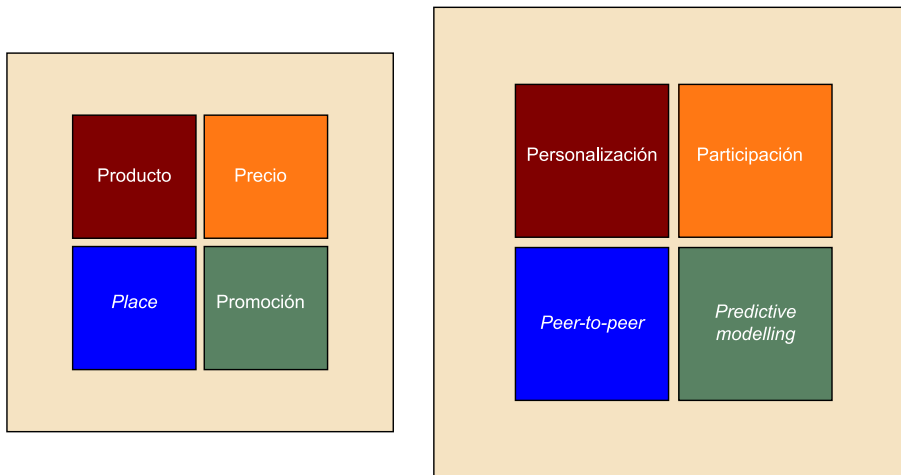 Producto
Precio
Place
Promoción
Personalización
Participación
Peer-to-peer
Predictive
modelling